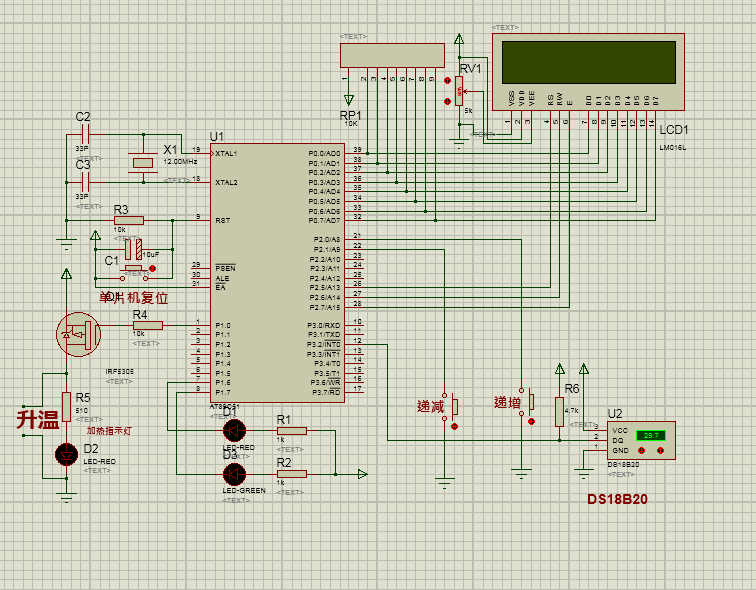 <TEXT>
<TEXT>
RV1
5k
<TEXT>
VSS
VDD
VEE
RS
RW
E
D0
D1
D2
D3
D4
D5
D6
D7
1
2
3
4
5
6
7
8
9
10
11
12
13
14
LCD1
LM016L
1
2
3
4
5
6
7
8
9
RP1
10K
C2
33P
<TEXT>
C3
33P
<TEXT>
X1
12.00MHz
<TEXT>
R3
10k
<TEXT>
C1
10uF
<TEXT>
单片机复位
U1
19 XTAL1
18 XTAL2
9 RST
29 PSEN
30 ALE
31 EA
1 P1.0
2 P1.1
3 P1.2
4 P1.3
5 P1.4
6 P1.5
7 P1.6
8 P1.7
P0.0/AD0 39
P0.1/AD1 38
P0.2/AD2 37
P0.3/AD3 36
P0.4/AD4 35
P0.5/AD5 34
P0.6/AD6 33
P0.7/AD7 32
P2.0/A8 21
P2.1/A9 22
P2.2/A10 23
P2.3/A11 24
P2.4/A12 25
P2.5/A13 26
P2.6/A14 27
P2.7/A15 28
P3.0/RXD 10
P3.1/TXD 11
P3.2/INT0 12
P3.3/INT1 13
P3.4/T0 14
P3.5/T1 15
P3.6/WR 16
P3.7/RD 17
AT89C51
<TEXT>
R4
10k
<TEXT>
IRF5305
<TEXT>
R5
510
<TEXT>
升温
加热指示灯
D2
LED-RED
<TEXT>
D1
LED-RED
<TEXT>
R1
1k
<TEXT>
D3
LED-GREEN
<TEXT>
R2
1k
<TEXT>
递减
递增
R6
4.7k
<TEXT>
U2
3 VCC
2 DQ
1 GND
29.7
DS18B20
<TEXT>
DS18B20